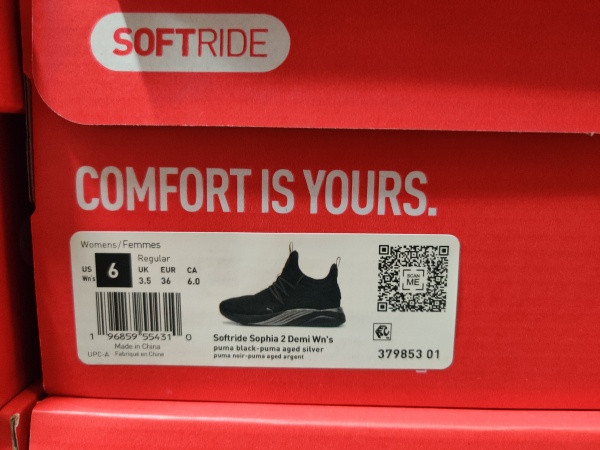 SOFTRIDE
COMFORT IS YOURS.
Womens/Femmes
Regular
US Wn's 6 UK 3.5 EUR 36 CA 6.0
SCAN ME
1 96859 55431 0
Made in China
UPC-A Fabriqué en Chine
Softride Sophia 2 Demi Wn's
puma black-puma aged silver
puma noir-puma aged argent
379853 01